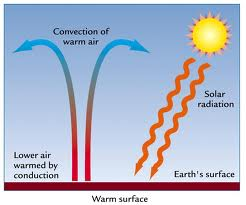 Convection of
warm air
Solar
radiation
Lower air
warmed by
conduction
Earth's surface
Warm surface